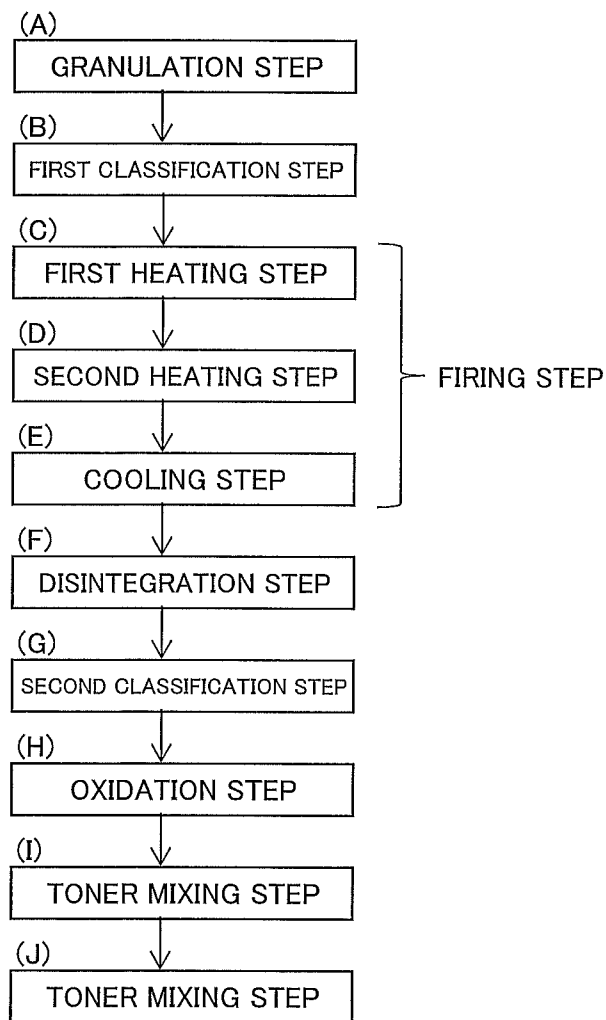 (A)
GRANULATION STEP
(B)
FIRST CLASSIFICATION STEP
(C)
FIRST HEATING STEP
(D)
SECOND HEATING STEP
FIRING STEP
(E)
COOLING STEP
(F)
DISINTEGRATION STEP
(G)
SECOND CLASSIFICATION STEP
(H)
OXIDATION STEP
(I)
TONER MIXING STEP
(J)
TONER MIXING STEP